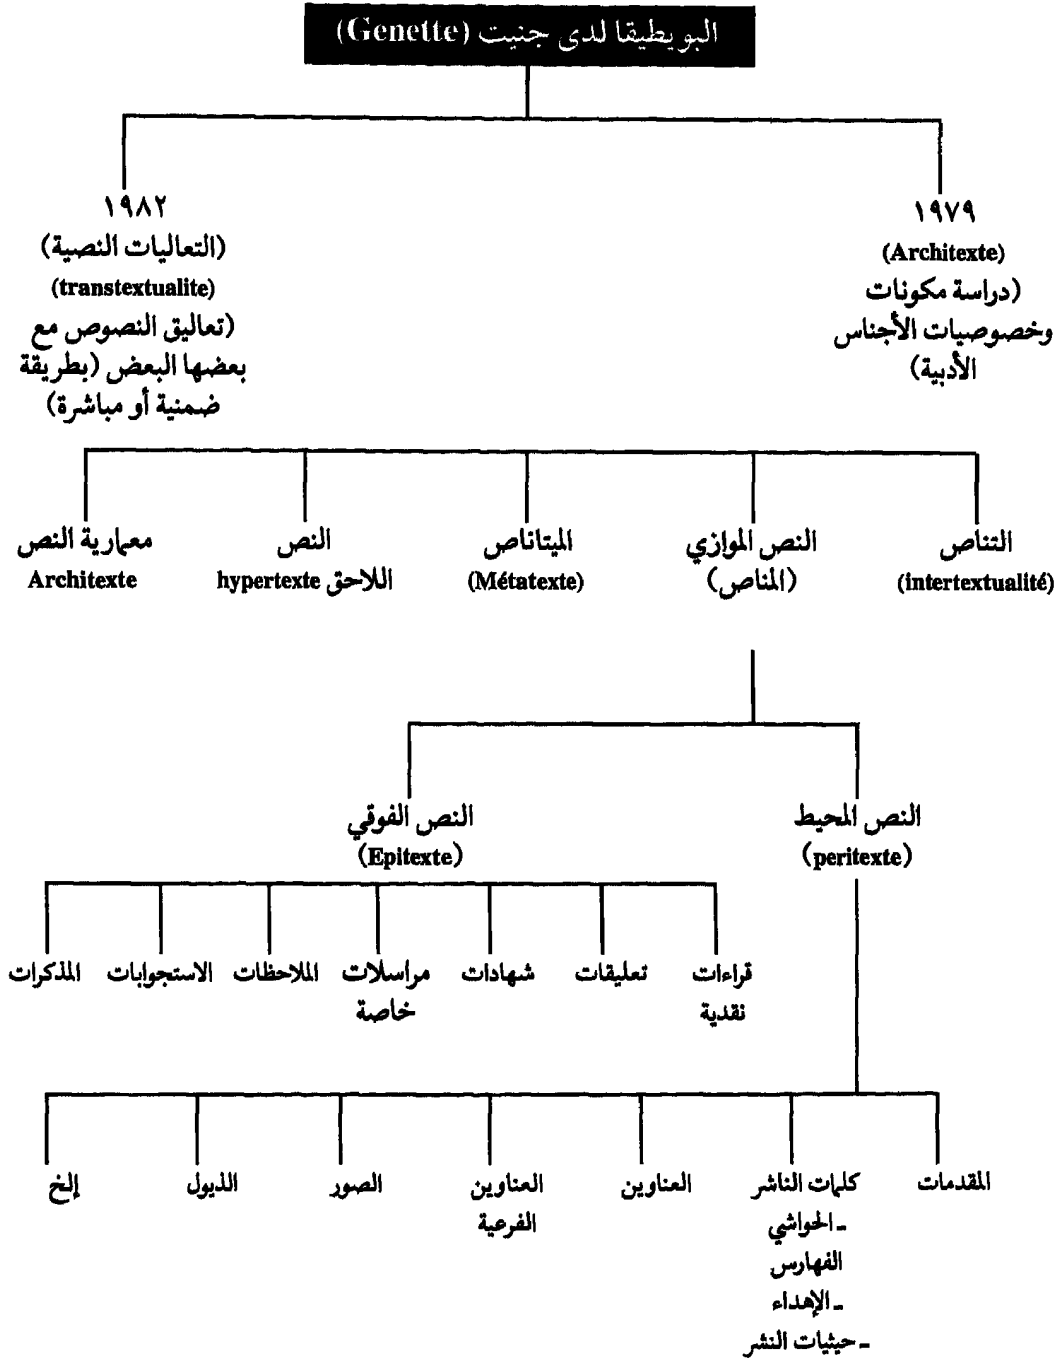 البويطيقا لدى جنيت (Genette)
١٩٧٩
(Architexte)
(دراسة مكونات
وخصوصيات الأجناس
الأدبية)
١٩٨٢
(التعاليات النصية)
(transtextualite)
(تعاليق النصوص مع
بعضها البعض (بطريقة
ضمنية أو مباشرة)
التناص
(intertextualité)
النص الموازي
(المناص)
الميتاناص
(Métatexte)
النص
اللاحق hypertexte
معمارية النص
Architexte
النص المحيط
(peritexte)
النص الفوقي
(Epitexte)
قراءات
نقدية
تعليقات
شهادات
مراسلات
خاصة
الملاحظات
الاستجوابات
المذكرات
المقدمات
كلمات الناشر
- الحواشي
الفهارس
- الإهداء
- حيثيات النشر
العناوين
العناوين
الفرعية
الصور
الذيول
إلخ